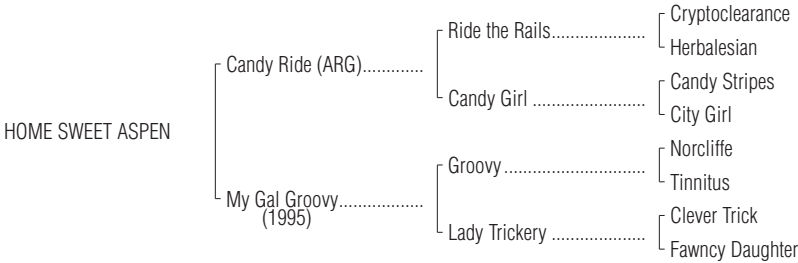 Cryptoclearance
Ride the Rails.....................
Herbalesian
Candy Ride (ARG).............
Candy Stripes
Candy Girl .........................
City Girl
HOME SWEET ASPEN
Norcliffe
Groovy................................
Tinnitus
My Gal Groovy...................
(1995)
Clever Trick
Lady Trickery .....................
Fawncy Daughter